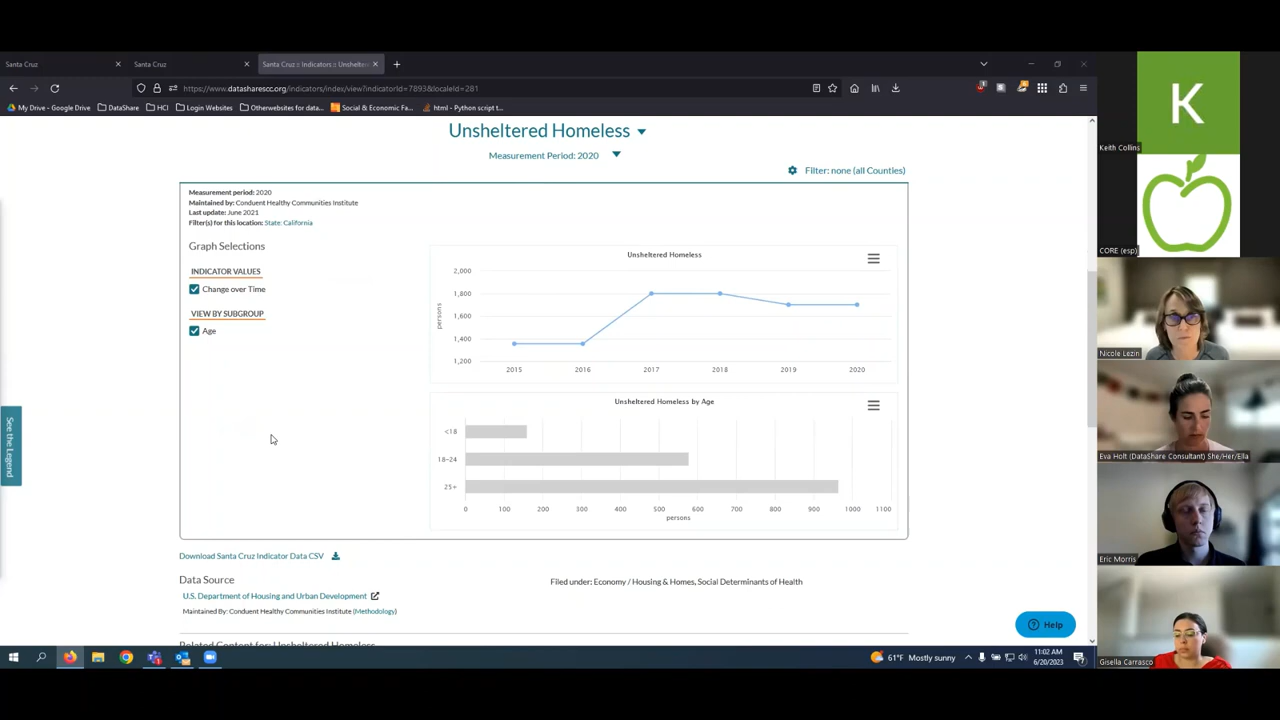 Santa Cruz
Santa Cruz
Santa Cruz :: Indicators :: Unshelter
https://www.datasharescc.org/indicators/index/view?indicatorId=7893&localeId=281
My Drive - Google Drive
DataShare
HCI
Login Websites
Otherwebsites for data...
Social & Economic Fa...
html - Python script t...
Unsheltered Homeless
Measurement Period: 2020
Filter: none (all Counties)
Measurement period: 2020
Maintained by: Conduent Healthy Communities Institute
Last update: June 2021
Filter(s) for this location: State: California
Graph Selections
INDICATOR VALUES
Change over Time
VIEW BY SUBGROUP
Age
Unsheltered Homeless
2,000
1,800
1,600
1,400
1,200
persons
2015 2016 2017 2018 2019 2020
Unsheltered Homeless by Age
<18
18-24
25+
0 100 200 300 400 500 600 700 800 900 1000 1100
persons
See the Legend
Download Santa Cruz Indicator Data CSV
Data Source
Filed under: Economy / Housing & Homes, Social Determinants of Health
U.S. Department of Housing and Urban Development
Maintained By: Conduent Healthy Communities Institute (Methodology)
Related Content for: Unsheltered Homeless
Help
61°F Mostly sunny
11:02 AM
6/20/2023
K
Keith Collins
CORE (esp)
Nicole Lezin
Eva Holt (DataShare Consultant) She/Her/Ella
Eric Morris
Gisella Carrasco